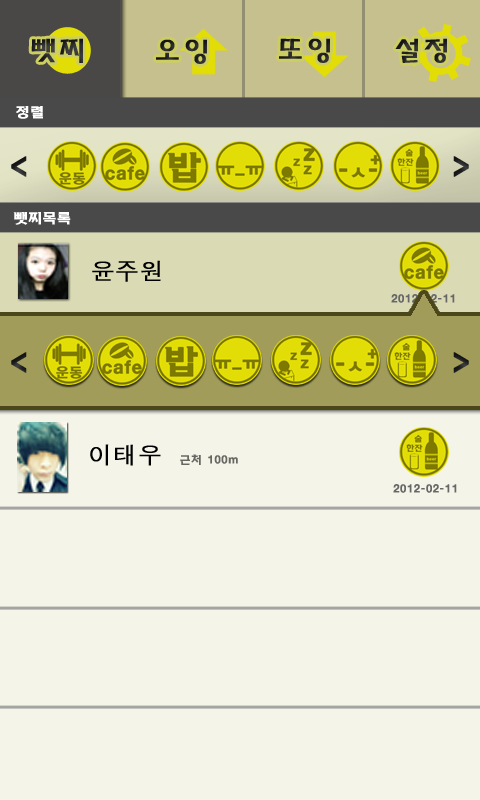 뺏찌 오잉 또잉 설정
정렬
< 운동 cafe 밥 ㅠ_ㅠ z z Z -ㅅ-+ 술 한잔 >
뺏찌목록
윤주원 cafe
2012-02-11
< 운동 cafe 밥 ㅠ_ㅠ z z Z -ㅅ-+ 술 한잔 >
이태우 근처 100m 술 한잔
2012-02-11